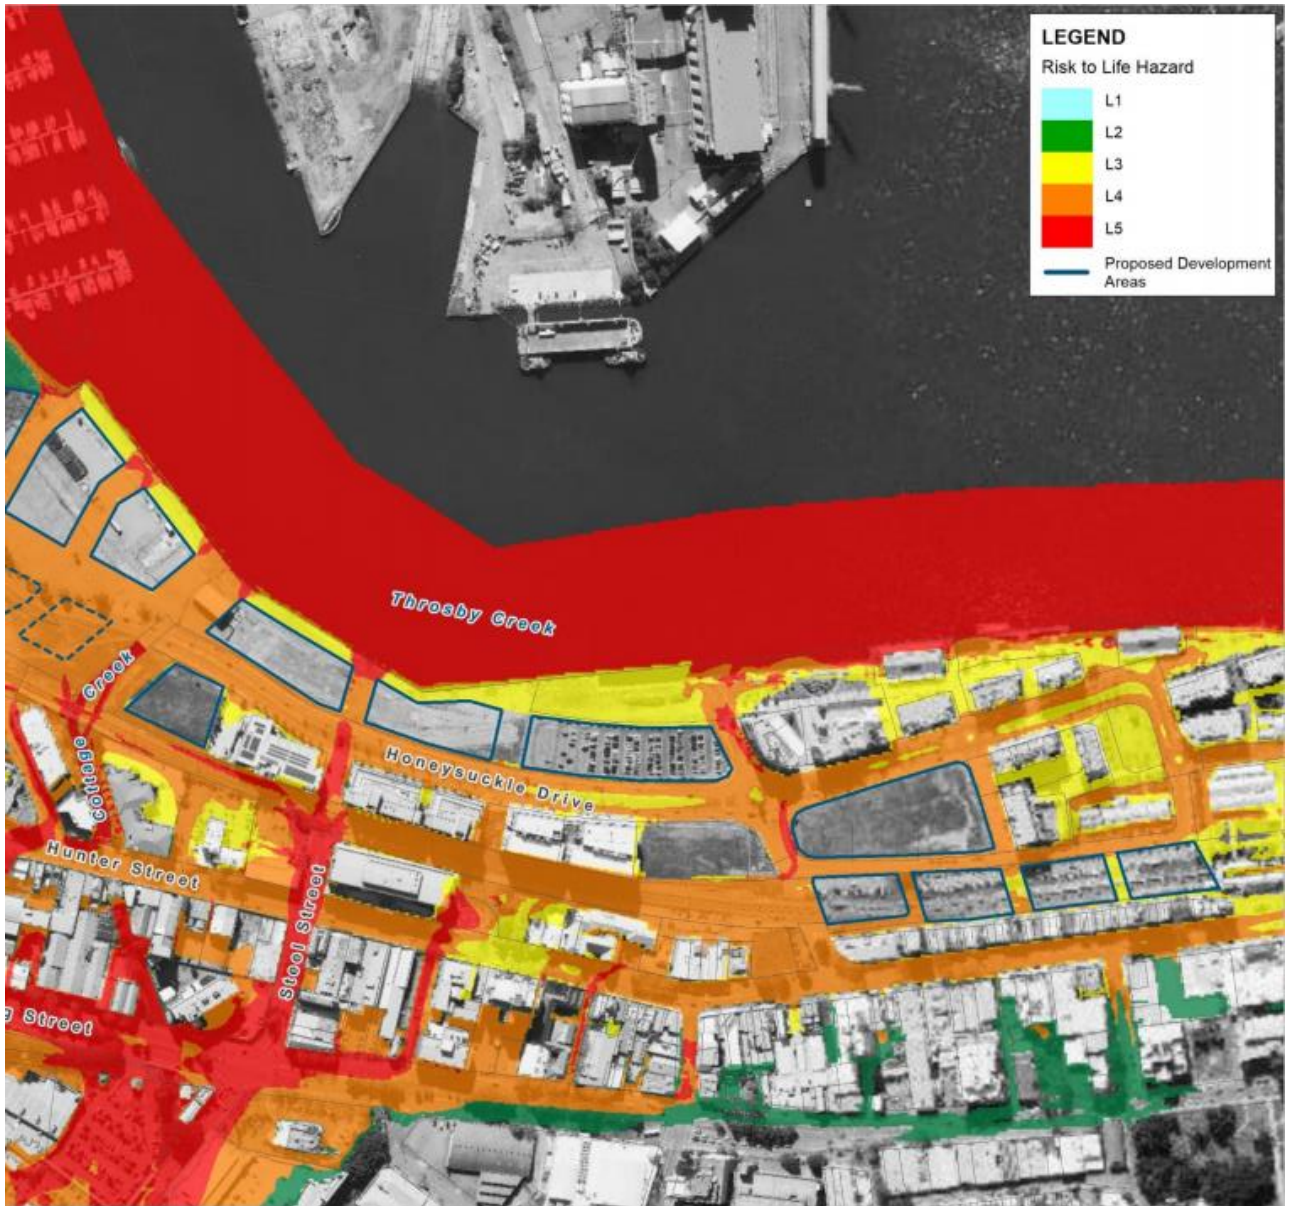 LEGEND
Risk to Life Hazard
L1
L2
L3
L4
L5
Proposed Development
Areas
Throsby Creek
Cottage Creek
Honeysuckle Drive
Hunter Street
Steel Street
g Street